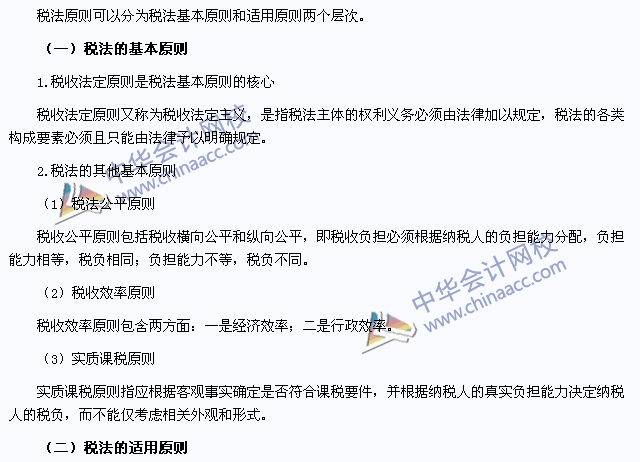 税法原则可以分为税法基本原则和适用原则两个层次。
（一）税法的基本原则
1.税收法定原则是税法基本原则的核心
税收法定原则又称为税收法定主义，是指税法主体的权利义务必须由法律加以规定，税法的各类
构成要素必须且只能由法律予以明确规定。
2.税法的其他基本原则
（1）税法公平原则
税收公平原则包括税收横向公平和纵向公平，即税收负担必须根据纳税人的负担能力分配，负担
能力相等，税负相同；负担能力不等，税负不同。
（2）税收效率原则
税收效率原则包含两方面：一是经济效率；二是行政效率。
（3）实质课税原则
实质课税原则指应根据客观事实确定是否符合课税要件，并根据纳税人的真实负担能力决定纳税
人的税负，而不能仅考虑相关外观和形式。
（二）税法的适用原则
中华会计网校
www.chinaacc.com
中华会计网校
www.chinaacc.com